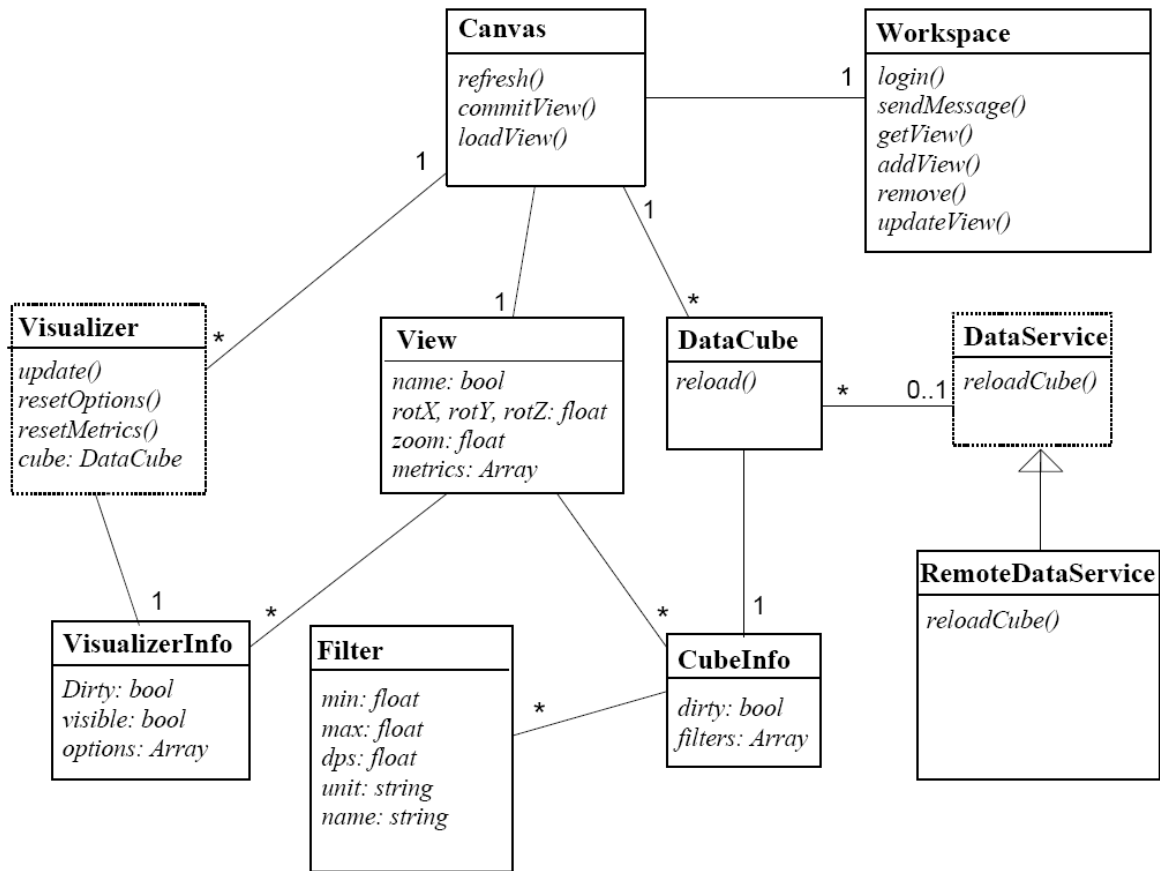 Canvas
refresh()
commitView()
loadView()
Workspace
login()
sendMessage()
getView()
addView()
remove()
updateView()
1
1
1
*
1
*
Visualizer
update()
resetOptions()
resetMetrics()
cube: DataCube
View
name: bool
rotX, rotY, rotZ: float
zoom: float
metrics: Array
DataCube
reload()
*
0..1
DataService
reloadCube()
1
*
*
1
RemoteDataService
reloadCube()
VisualizerInfo
Dirty: bool
visible: bool
options: Array
Filter
min: float
max: float
dps: float
unit: string
name: string
*
CubeInfo
dirty: bool
filters: Array